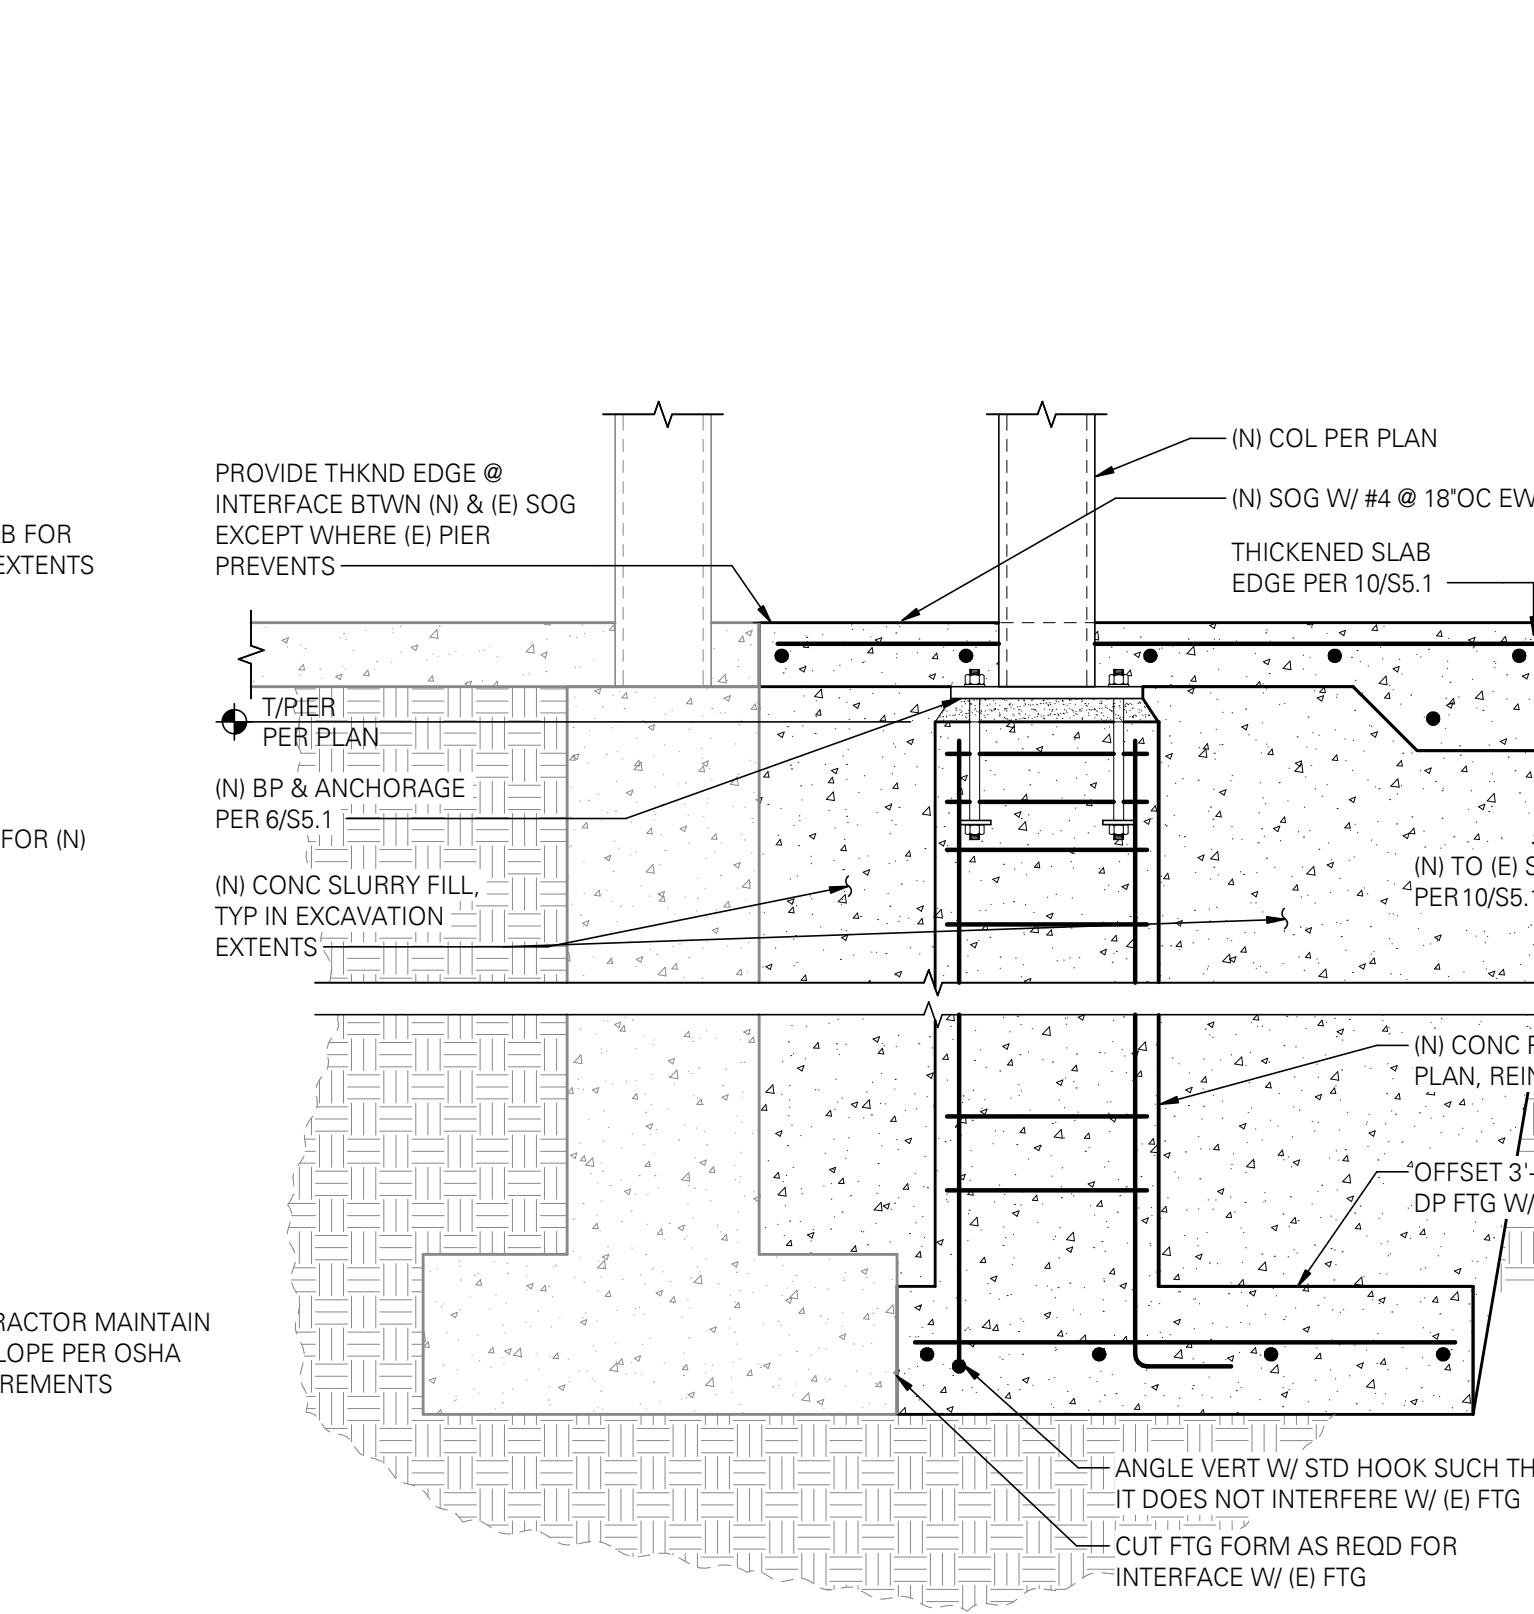 B FOR
EXTENTS
FOR (N)
RACTOR MAINTAIN
LOPE PER OSHA
REMENTS
PROVIDE THKND EDGE @
INTERFACE BTWN (N) & (E) SOG
EXCEPT WHERE (E) PIER
PREVENTS
T/PIER
PER PLAN
(N) BP & ANCHORAGE
PER 6/S5.1
(N) CONC SLURRY FILL,
TYP IN EXCAVATION
EXTENTS
(N) COL PER PLAN
(N) SOG W/ #4 @ 18"OC EW
THICKENED SLAB
EDGE PER 10/S5.1
(N) TO (E) S
PER 10/S5.1
(N) CONC
PLAN, REIN
OFFSET 3'-
DP FTG W/
ANGLE VERT W/ STD HOOK SUCH TH
IT DOES NOT INTERFERE W/ (E) FTG
CUT FTG FORM AS REQD FOR
INTERFACE W/ (E) FTG